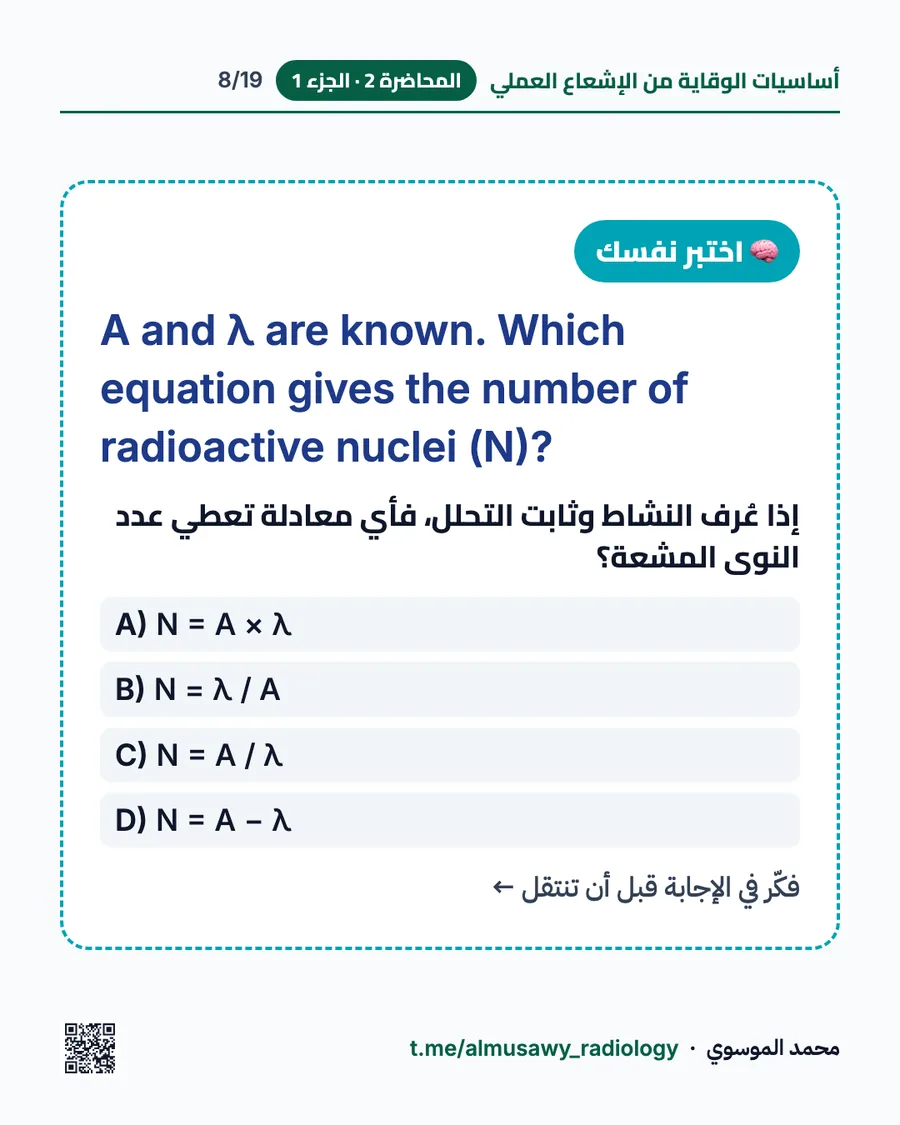 أساسيات الوقاية من الإشعاع العملي المحاضرة 2 · الجزء 1 8/19
🧠 اختبر نفسك
A and λ are known. Which
equation gives the number of
radioactive nuclei (N)?
إذا عُرف النشاط وثابت التحلل، فأي معادلة تعطي عدد
النوى المشعة؟
A) N = A × λ
B) N = λ / A
C) N = A / λ
D) N = A − λ
فكّر في الإجابة قبل أن تنتقل ←
محمد الموسوي · t.me/almusawy_radiology